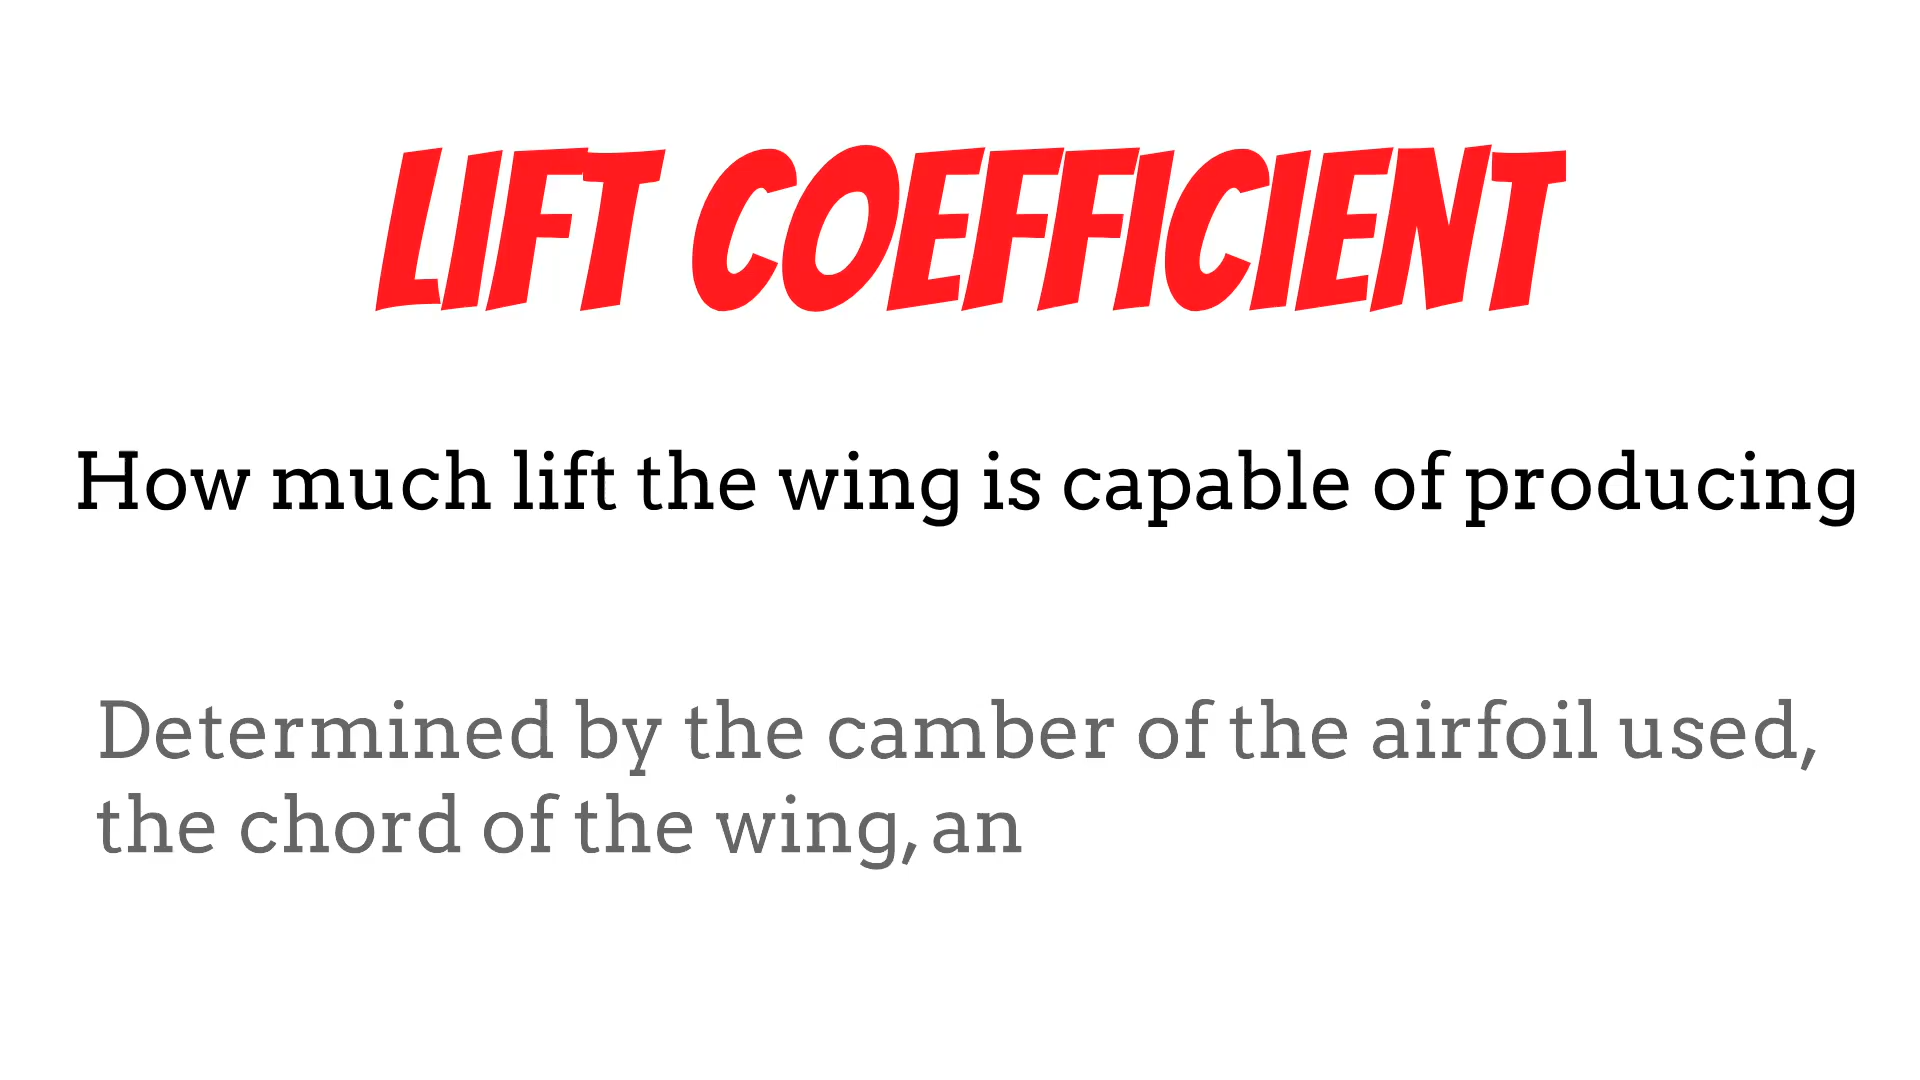 LIFT COEFFICIENT
How much lift the wing is capable of producing
Determined by the camber of the airfoil used,
the chord of the wing, an